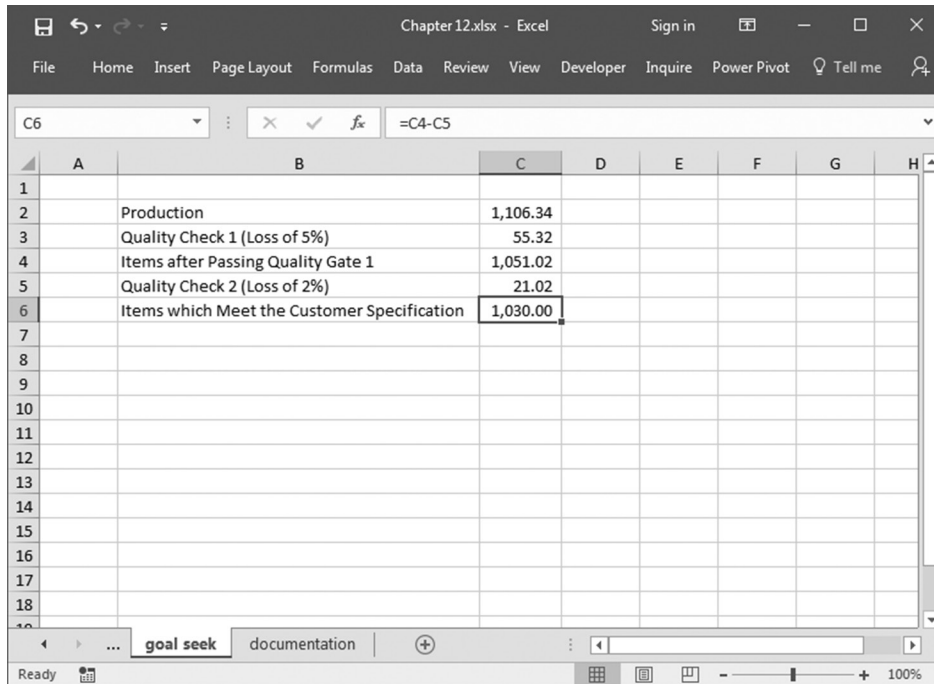 Chapter 12.xlsx - Excel Sign in
File Home Insert Page Layout Formulas Data Review View Developer Inquire Power Pivot Tell me
C6 fx =C4-C5
A B C D E F G H
1
2 Production 1,106.34
3 Quality Check 1 (Loss of 5%) 55.32
4 Items after Passing Quality Gate 1 1,051.02
5 Quality Check 2 (Loss of 2%) 21.02
6 Items which Meet the Customer Specification 1,030.00
7
8
9
10
11
12
13
14
15
16
17
18
... goal seek documentation
Ready 100%